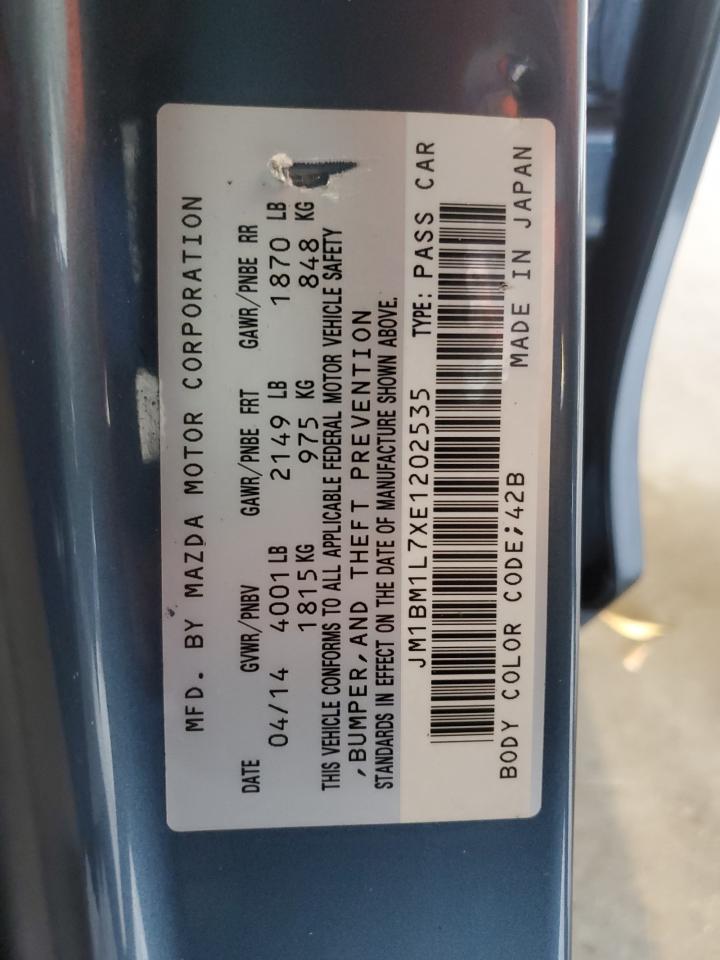 MFD. BY MAZDA MOTOR CORPORATION
DATE GVWR/PNBV GAWR/PNBE FRT GAWR/PNBE RR
04/14 4001 LB 2149 LB 1870 LB
1815 KG 975 KG 848 KG
THIS VEHICLE CONFORMS TO ALL APPLICABLE FEDERAL MOTOR VEHICLE SAFETY
,BUMPER,AND THEFT PREVENTION
STANDARDS IN EFFECT ON THE DATE OF MANUFACTURE SHOWN ABOVE.
JM1BM1L7XE1202535 TYPE: PASS CAR
BODY COLOR CODE;42B MADE IN JAPAN